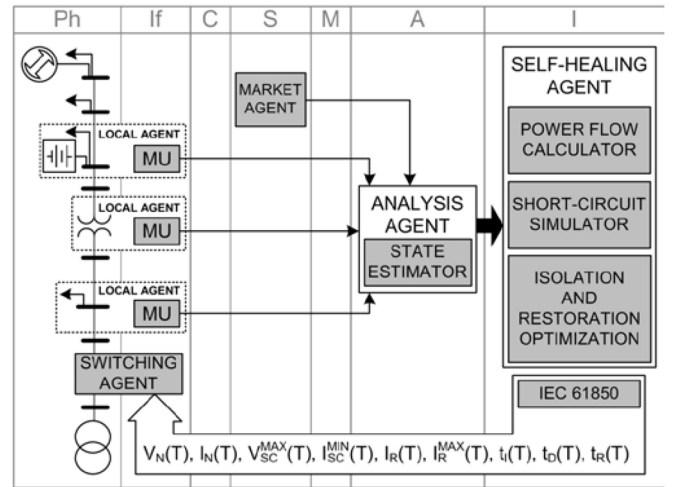 Ph If C S M A I
SELF-HEALING
AGENT
POWER FLOW
CALCULATOR
SHORT-CIRCUIT
SIMULATOR
ISOLATION
AND
RESTORATION
OPTIMIZATION
MARKET
AGENT
LOCAL AGENT
MU
LOCAL AGENT
MU
LOCAL AGENT
MU
ANALYSIS
AGENT
STATE
ESTIMATOR
SWITCHING
AGENT
IEC 61850
V_N(T), I_N(T), V_SC^MAX(T), I_SC^MIN(T), I_R(T), I_R^MAX(T), t_I(T), t_D(T), t_R(T)